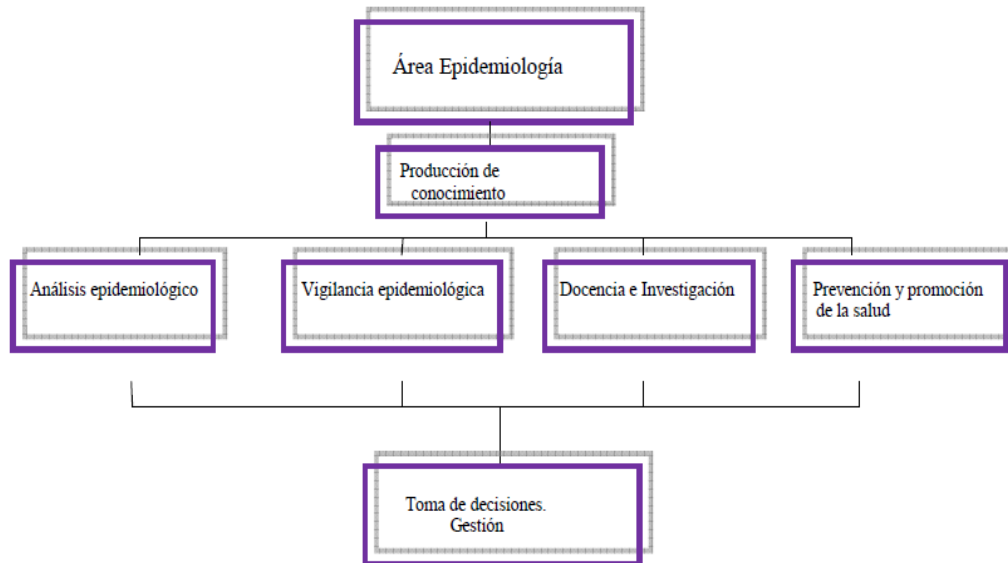 Área Epidemiología
Producción de
conocimiento
Análisis epidemiológico
Vigilancia epidemiológica
Docencia e Investigación
Prevención y promoción
de la salud
Toma de decisiones.
Gestión